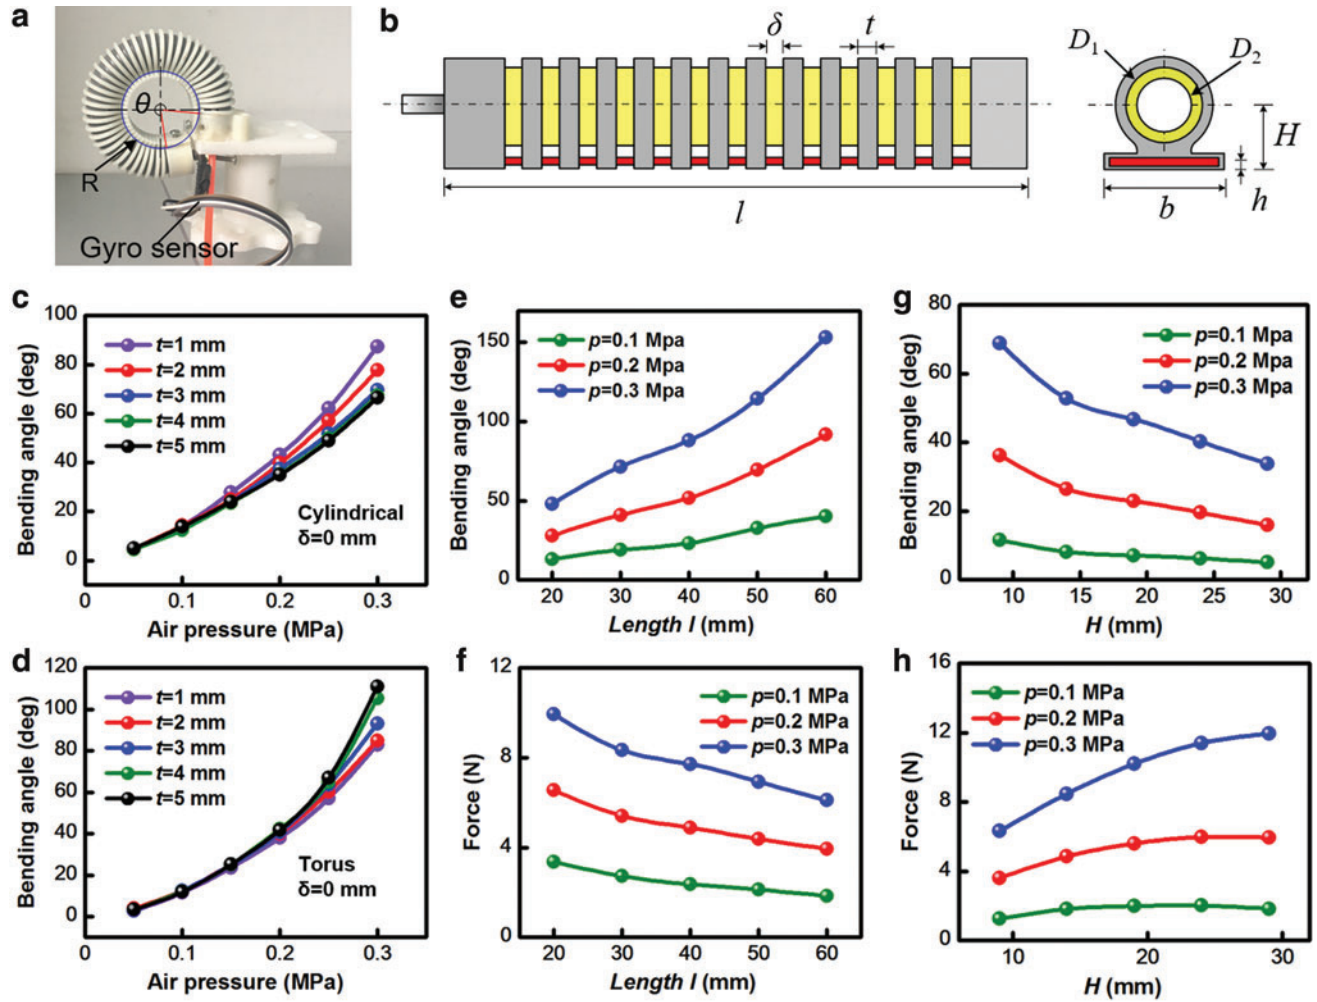 a
θ
R
Gyro sensor
b
δ
t
l
D1
D2
H
b
h
c
100
80
60
40
20
0
Bending angle (deg)
t=1 mm
t=2 mm
t=3 mm
t=4 mm
t=5 mm
Cylindrical
δ=0 mm
0 0.1 0.2 0.3
Air pressure (MPa)
e
150
100
50
0
Bending angle (deg)
p=0.1 Mpa
p=0.2 Mpa
p=0.3 Mpa
20 30 40 50 60
Length l (mm)
g
80
60
40
20
0
Bending angle (deg)
p=0.1 Mpa
p=0.2 Mpa
p=0.3 Mpa
10 15 20 25 30
H (mm)
d
120
100
80
60
40
20
0
Bending angle (deg)
t=1 mm
t=2 mm
t=3 mm
t=4 mm
t=5 mm
Torus
δ=0 mm
0 0.1 0.2 0.3
Air pressure (MPa)
f
12
8
4
0
Force (N)
p=0.1 MPa
p=0.2 MPa
p=0.3 MPa
20 30 40 50 60
Length l (mm)
h
16
12
8
4
0
Force (N)
p=0.1 MPa
p=0.2 MPa
p=0.3 MPa
10 20 30
H (mm)